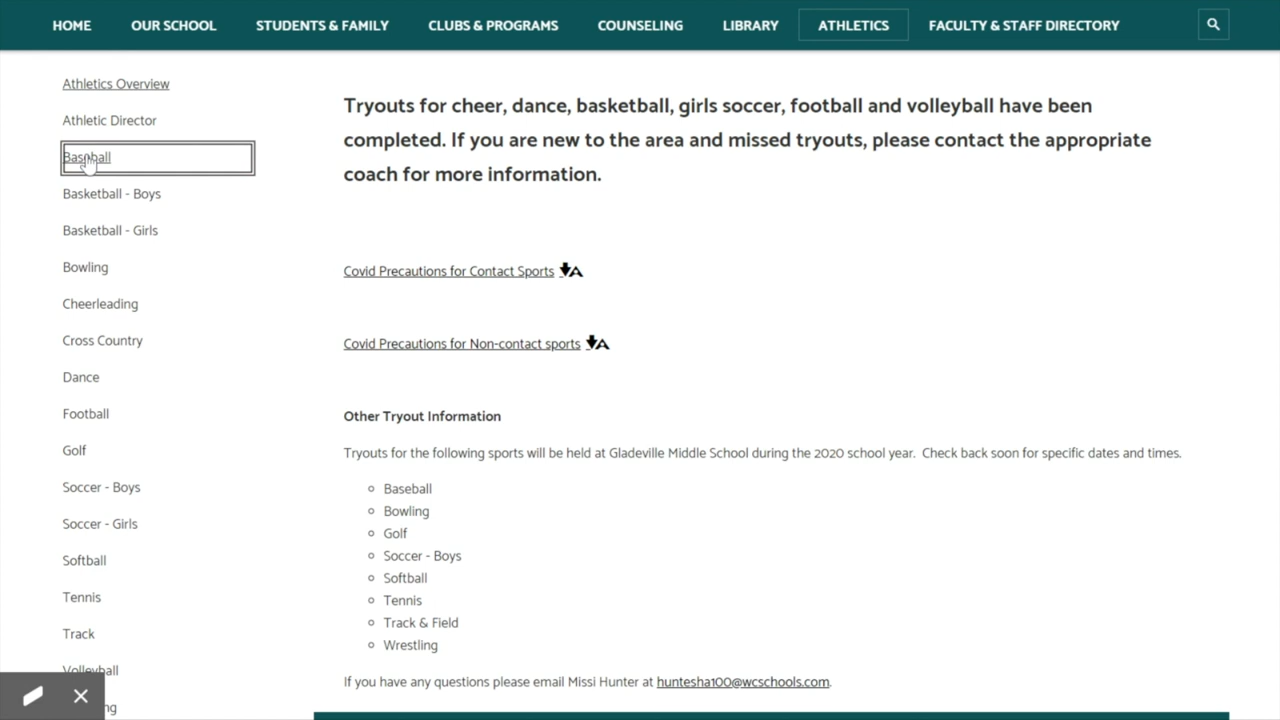 HOME OUR SCHOOL STUDENTS & FAMILY CLUBS & PROGRAMS COUNSELING LIBRARY ATHLETICS FACULTY & STAFF DIRECTORY
Athletics Overview
Athletic Director
Baseball
Basketball - Boys
Basketball - Girls
Bowling
Cheerleading
Cross Country
Dance
Football
Golf
Soccer - Boys
Soccer - Girls
Softball
Tennis
Track
Volleyball
Tryouts for cheer, dance, basketball, girls soccer, football and volleyball have been
completed. If you are new to the area and missed tryouts, please contact the appropriate
coach for more information.
Covid Precautions for Contact Sports
Covid Precautions for Non-contact sports
Other Tryout Information
Tryouts for the following sports will be held at Gladeville Middle School during the 2020 school year. Check back soon for specific dates and times.
Baseball
Bowling
Golf
Soccer - Boys
Softball
Tennis
Track & Field
Wrestling
If you have any questions please email Missi Hunter at huntesha100@wcschools.com.